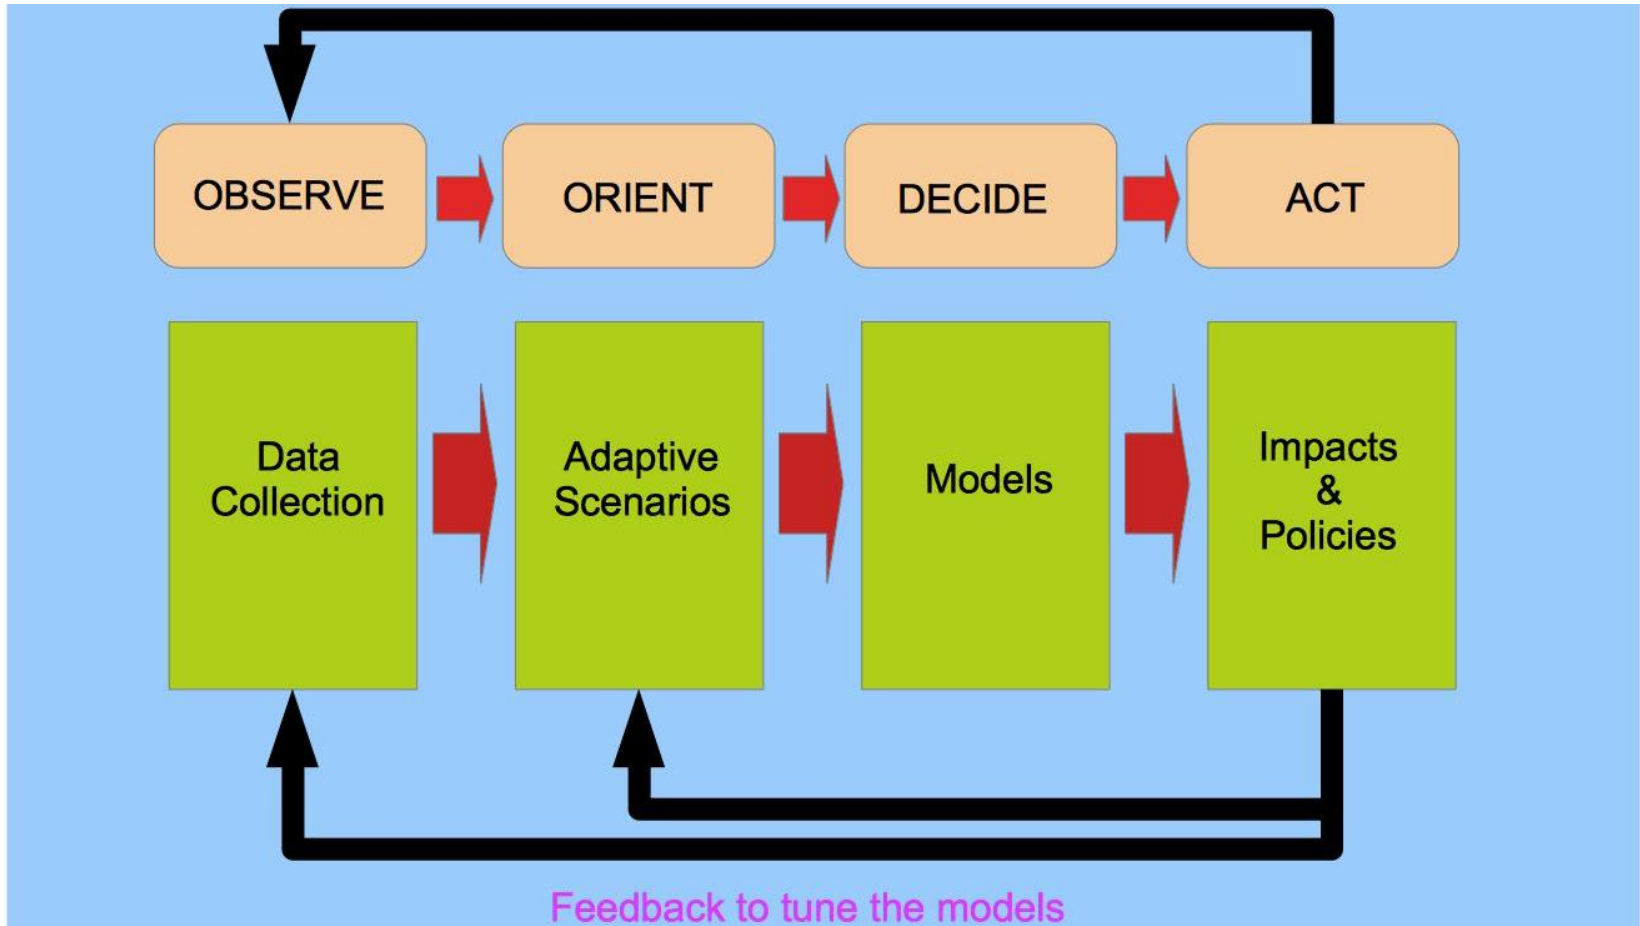 OBSERVE
ORIENT
DECIDE
ACT
Data
Collection
Adaptive
Scenarios
Models
Impacts
&
Policies
Feedback to tune the models